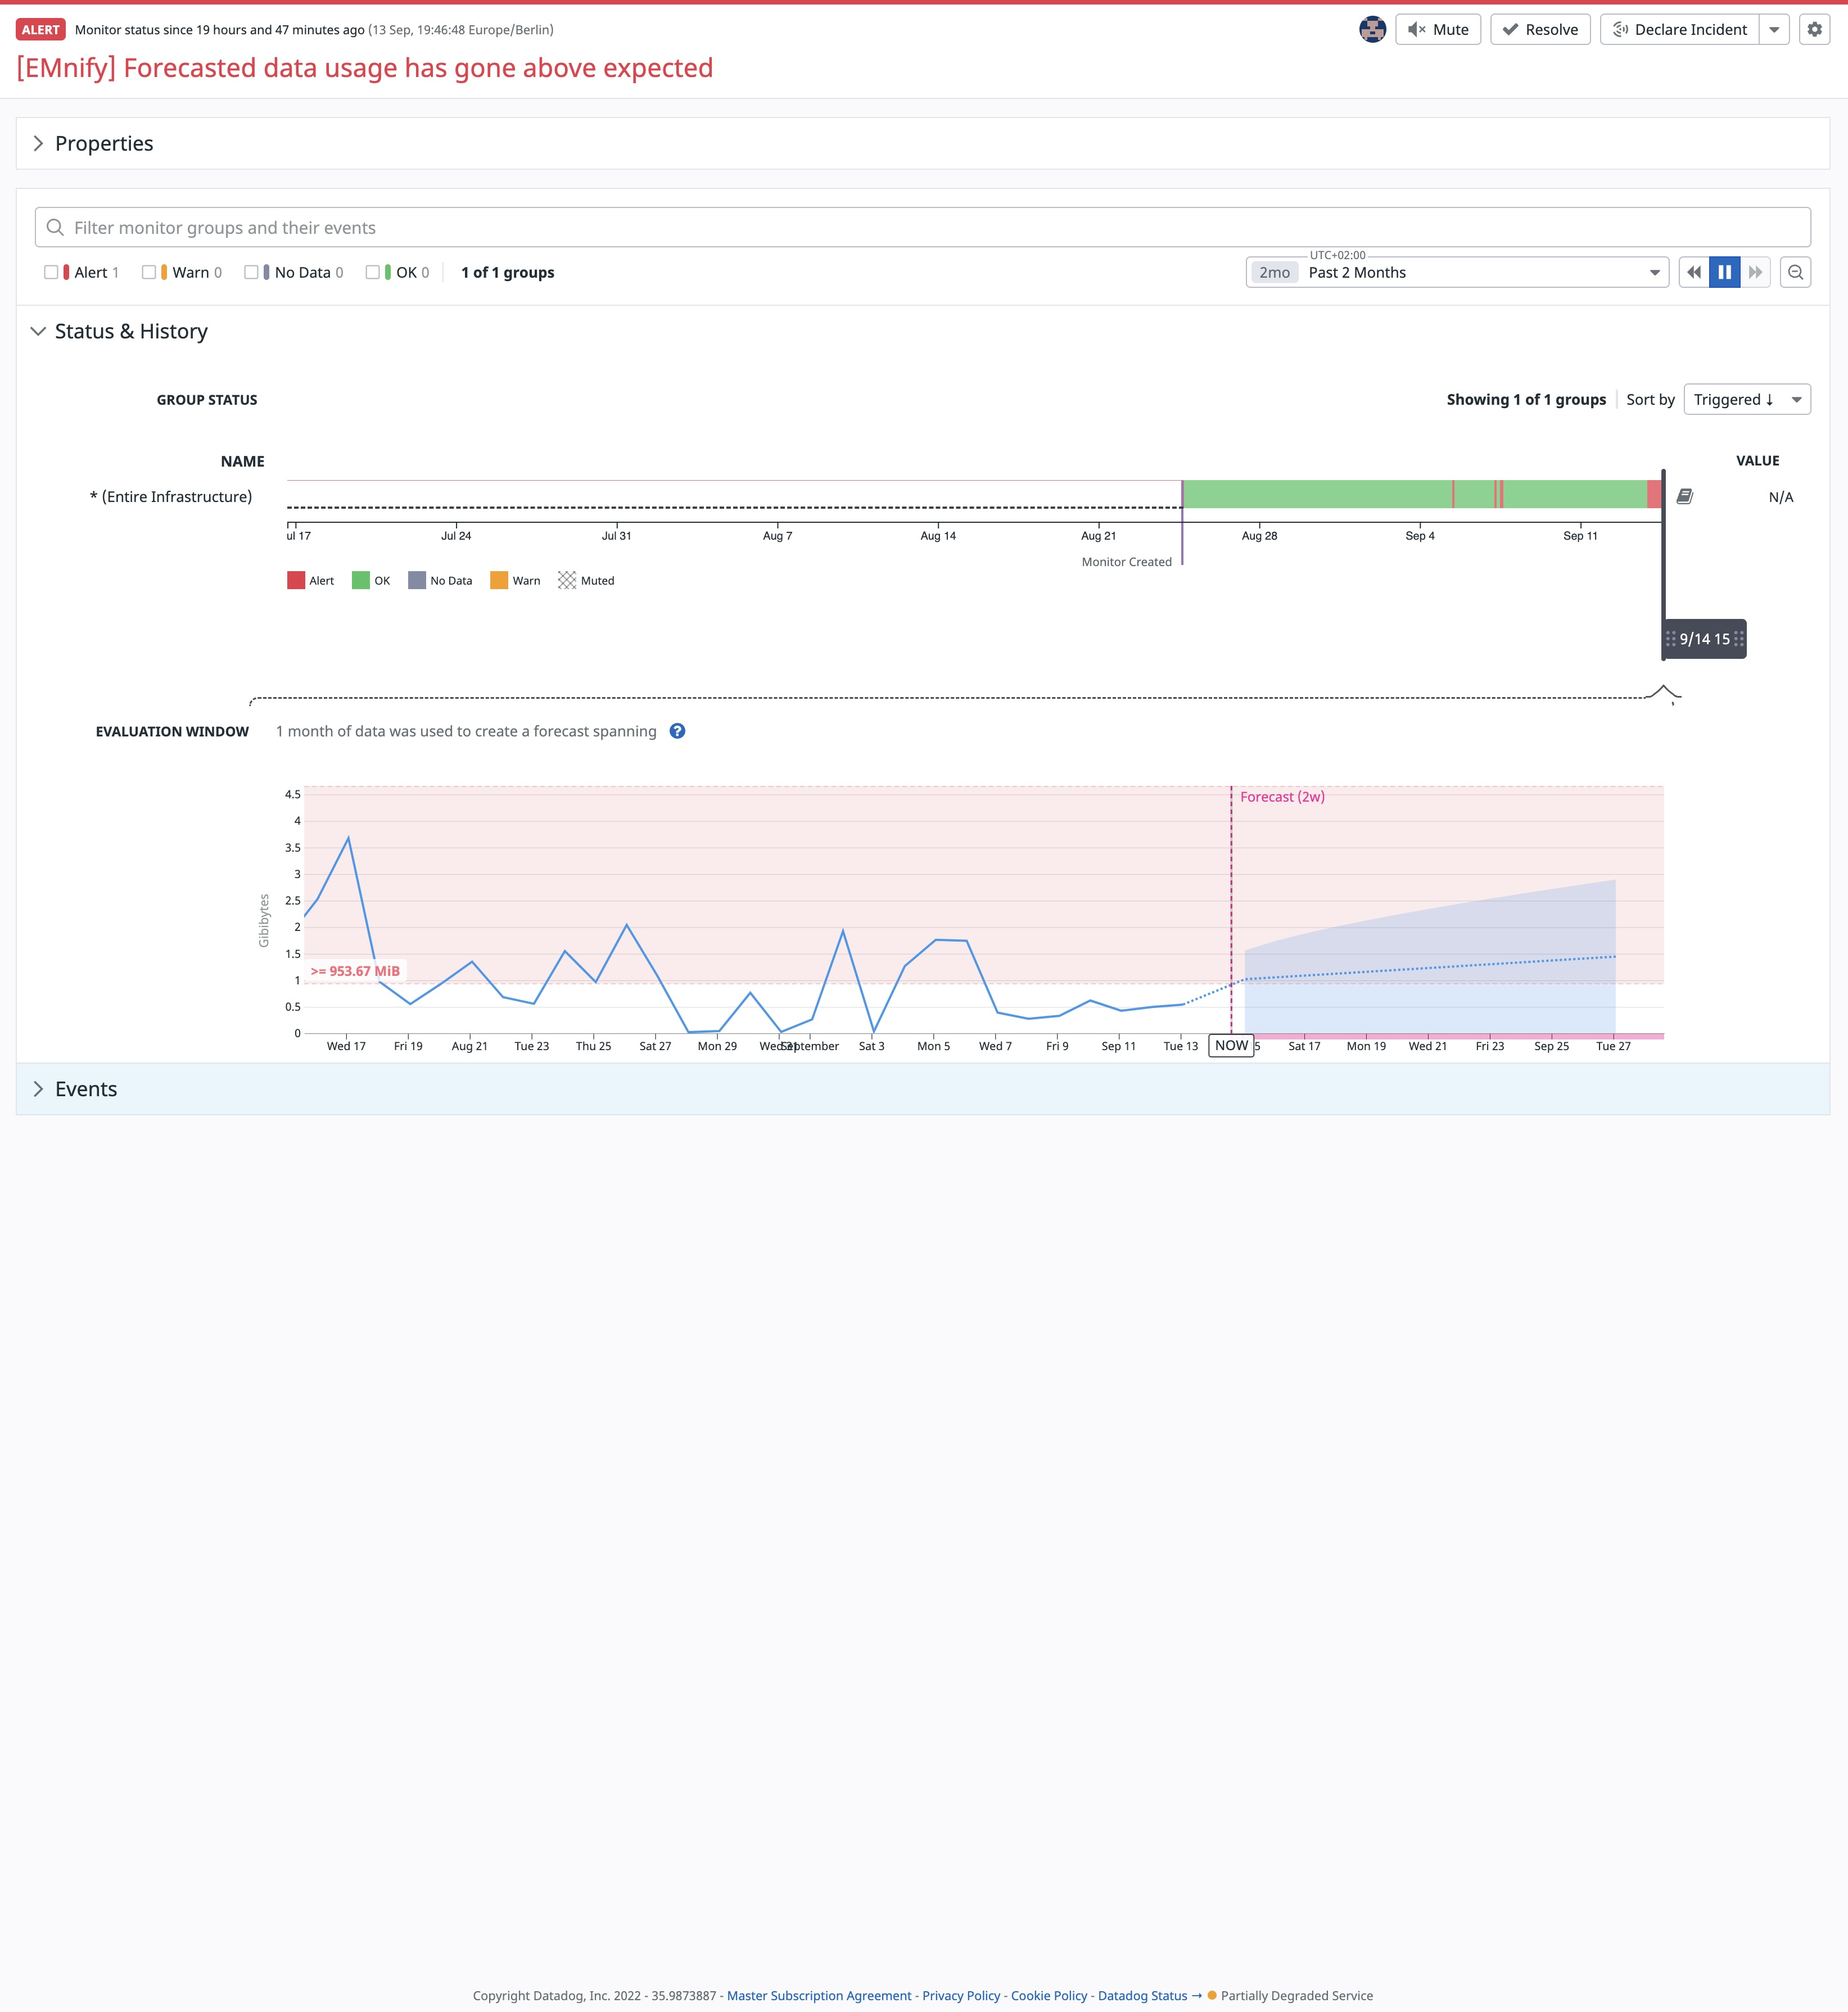 ALERT Monitor status since 19 hours and 47 minutes ago (13 Sep, 19:46:48 Europe/Berlin) Mute Resolve Declare Incident
[EMnify] Forecasted data usage has gone above expected
Properties
Filter monitor groups and their events
Alert 1 Warn 0 No Data 0 OK 0 1 of 1 groups UTC+02:00 2mo Past 2 Months
Status & History
GROUP STATUS Showing 1 of 1 groups Sort by Triggered ↓
NAME VALUE
* (Entire Infrastructure) N/A
ul 17 Jul 24 Jul 31 Aug 7 Aug 14 Aug 21 Aug 28 Sep 4 Sep 11
Monitor Created
Alert OK No Data Warn Muted
9/14 15
EVALUATION WINDOW 1 month of data was used to create a forecast spanning ?
Forecast (2w)
4.5
4
3.5
3
2.5
2
1.5
1
0.5
0
Gibibytes
>= 953.67 MiB
Wed 17 Fri 19 Aug 21 Tue 23 Thu 25 Sat 27 Mon 29 Wed 31 September Sat 3 Mon 5 Wed 7 Fri 9 Sep 11 Tue 13 NOW 5 Sat 17 Mon 19 Wed 21 Fri 23 Sep 25 Tue 27
Events
Copyright Datadog, Inc. 2022 - 35.9873887 - Master Subscription Agreement - Privacy Policy - Cookie Policy - Datadog Status → Partially Degraded Service